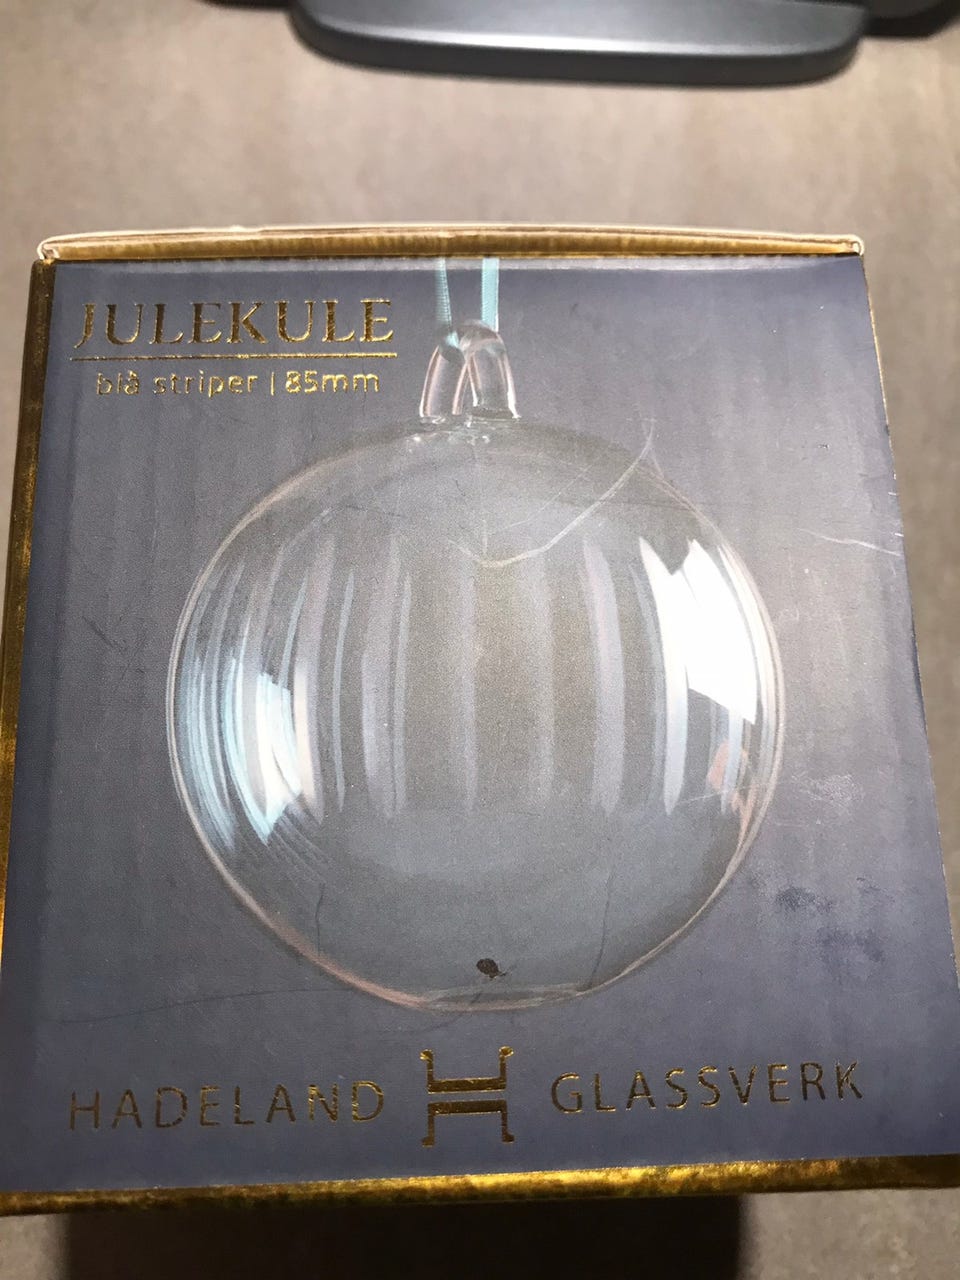 JULEKULE
blå striper | 85mm
HADELAND GLASSVERK